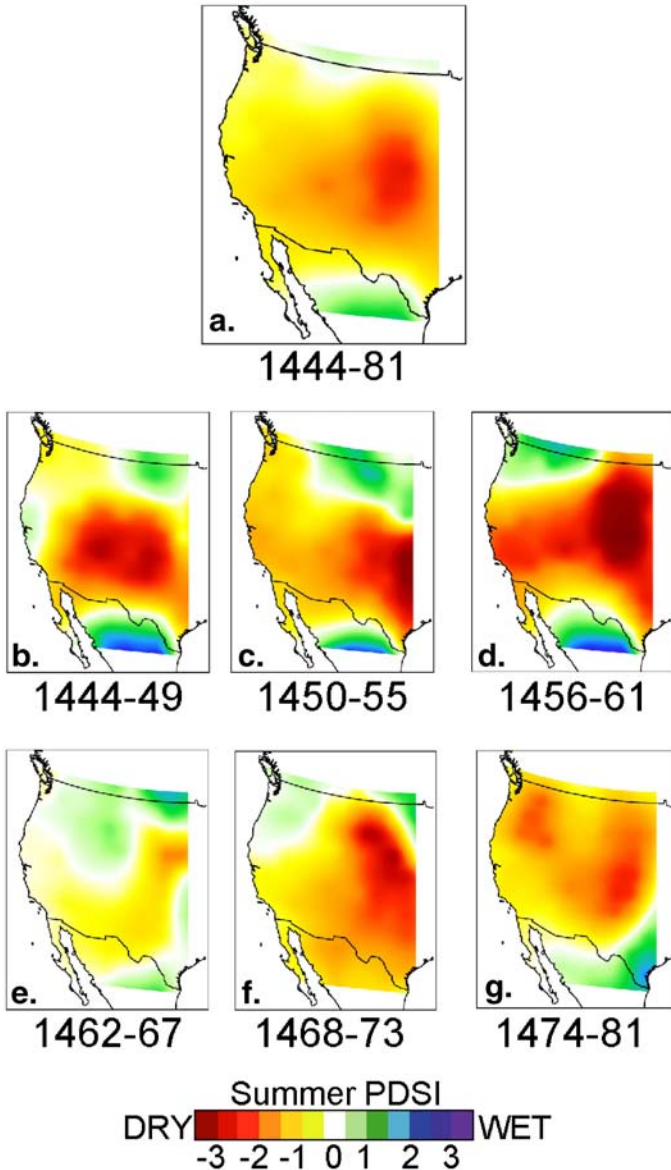 a.
1444-81
b. c. d.
1444-49 1450-55 1456-61
e. f. g.
1462-67 1468-73 1474-81
Summer PDSI
DRY WET
-3 -2 -1 0 1 2 3